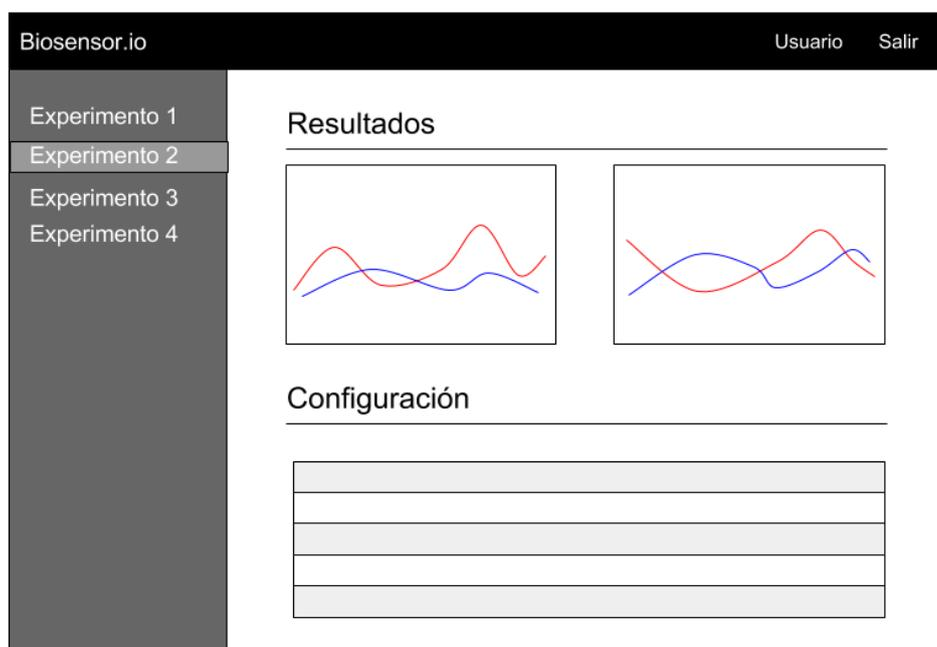 Biosensor.io
Usuario Salir
Experimento 1
Experimento 2
Experimento 3
Experimento 4
Resultados
Configuración